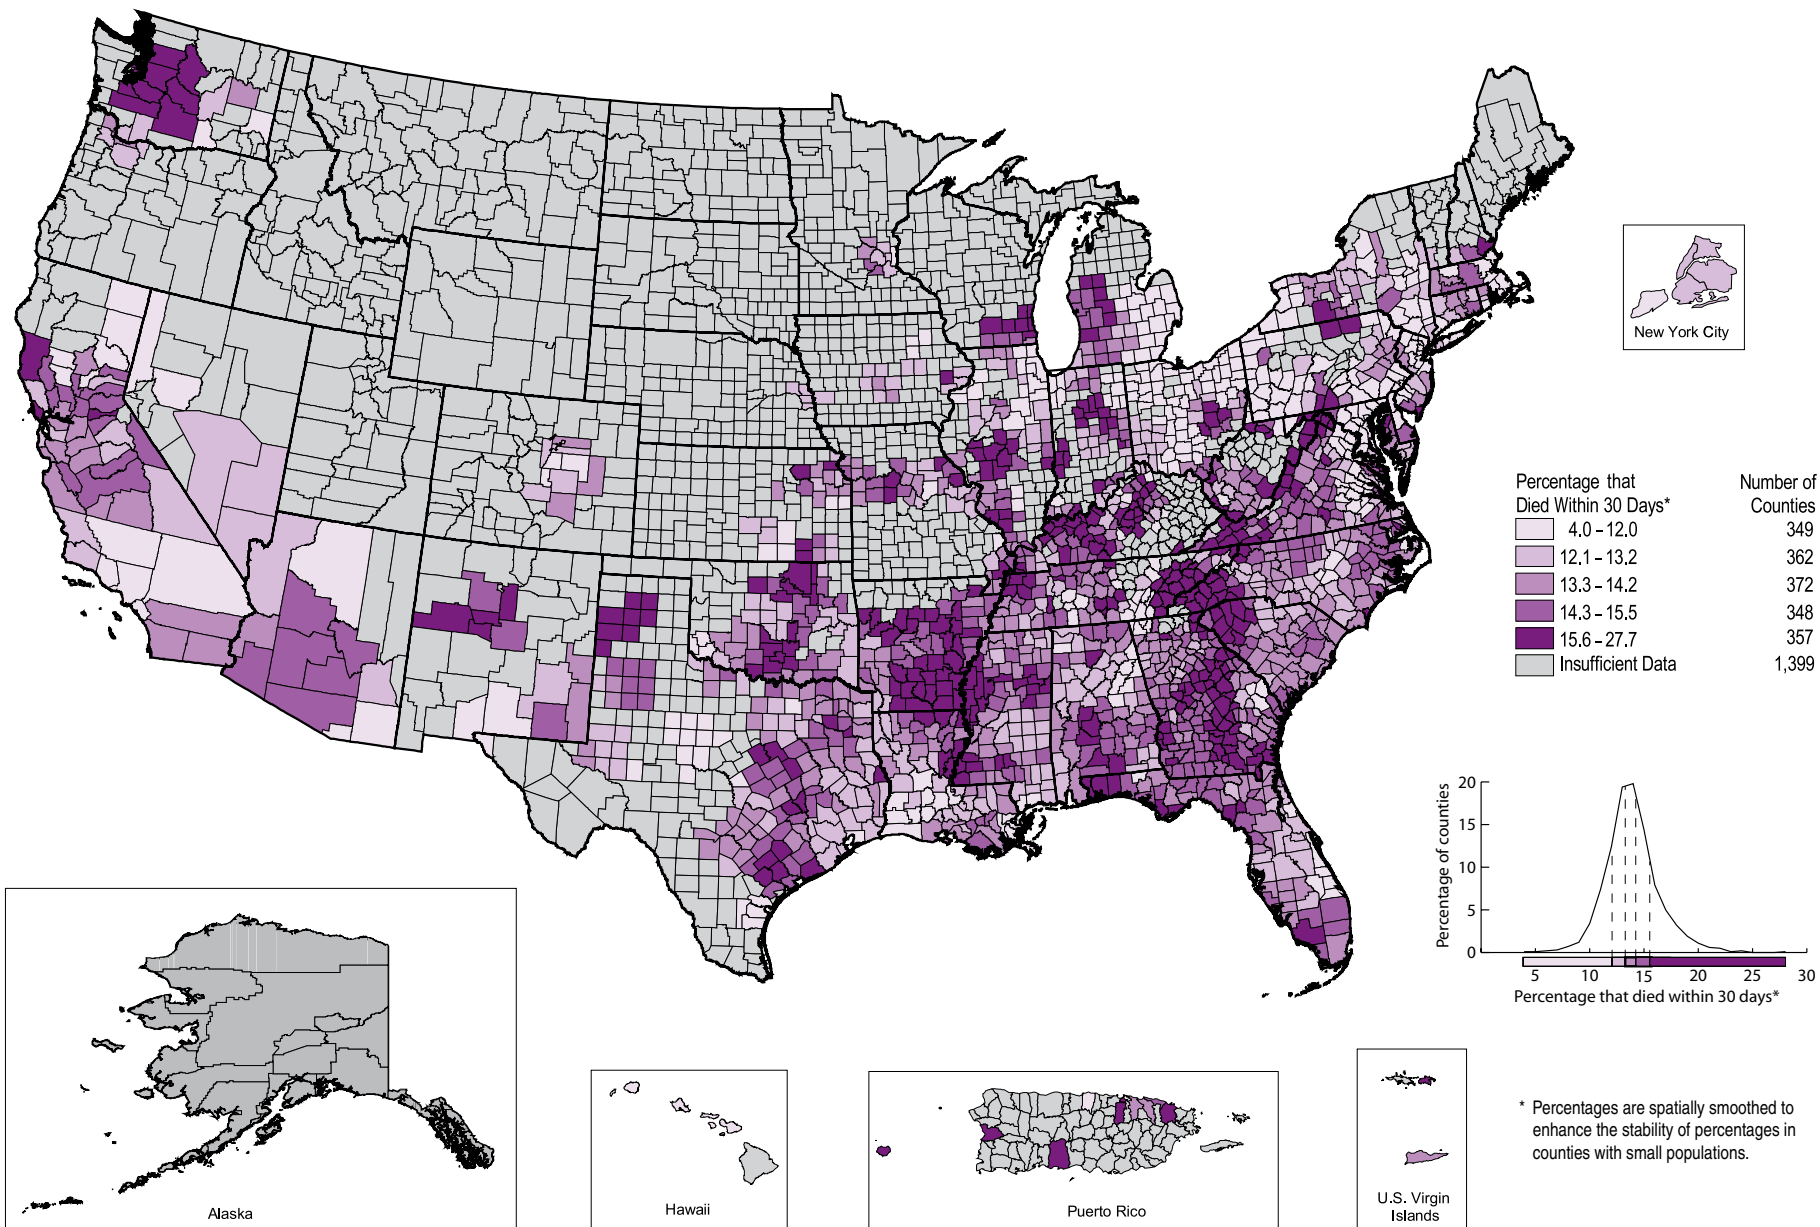 New York City
Percentage that
Died Within 30 Days*
Number of
Counties
4.0 – 12.0 349
12.1 – 13.2 362
13.3 – 14.2 372
14.3 – 15.5 348
15.6 – 27.7 357
Insufficient Data 1,399
Percentage of counties
20
15
10
5
0
5 10 15 20 25 30
Percentage that died within 30 days*
Alaska
Hawaii
Puerto Rico
U.S. Virgin
Islands
* Percentages are spatially smoothed to
enhance the stability of percentages in
counties with small populations.